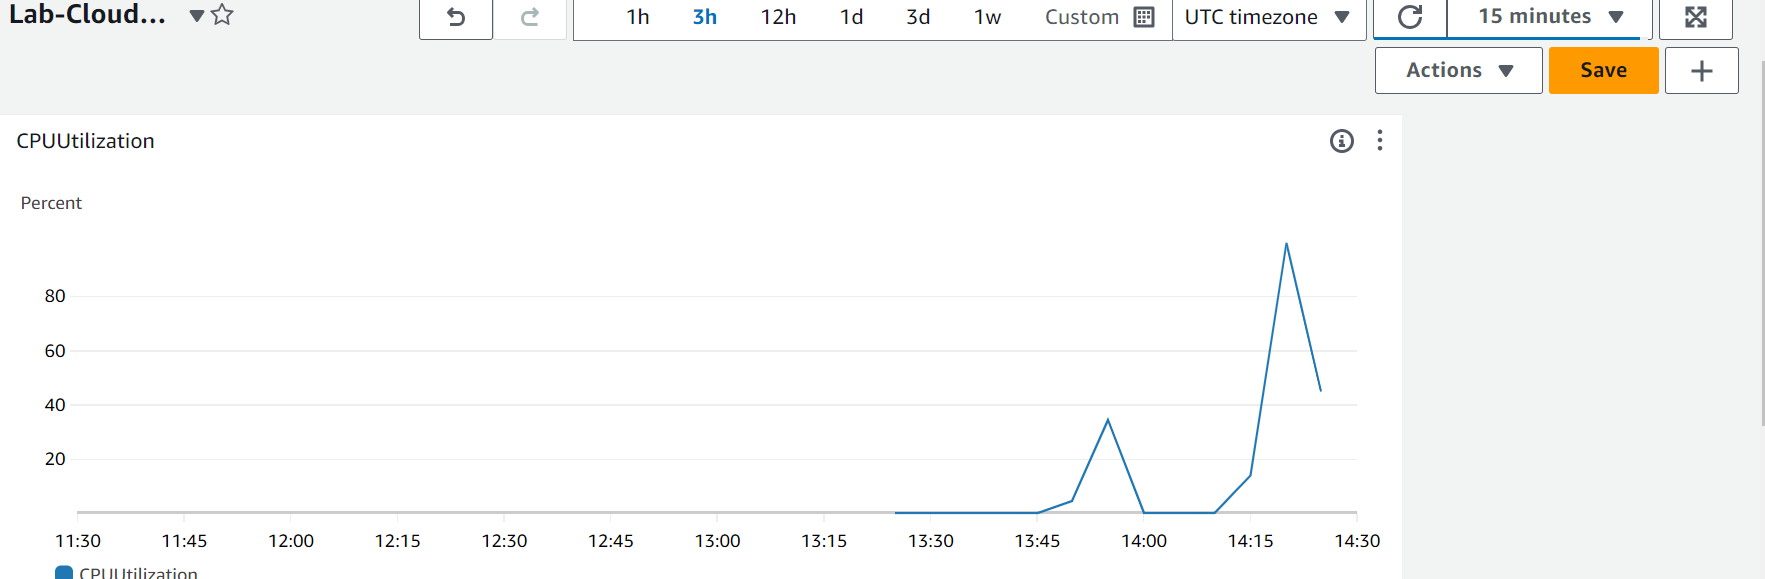 Lab-Cloud...
1h 3h 12h 1d 3d 1w Custom UTC timezone 15 minutes
Actions Save
CPUUtilization
Percent
80
60
40
20
11:30 11:45 12:00 12:15 12:30 12:45 13:00 13:15 13:30 13:45 14:00 14:15 14:30
CPUUtilization